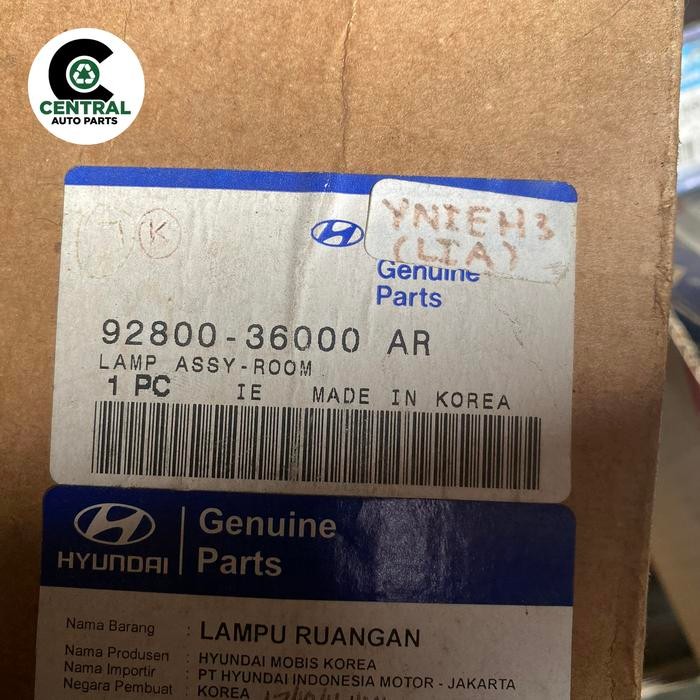 C
CENTRAL
AUTO PARTS
K
YNIEH3
(LIA)
Genuine
Parts
92800-36000 AR
LAMP ASSY-ROOM
1 PC IE MADE IN KOREA
HYUNDAI
Genuine
Parts
Nama Barang : LAMPU RUANGAN
Nama Produsen : HYUNDAI MOBIS KOREA
Nama Importir : PT HYUNDAI INDONESIA MOTOR - JAKARTA
Negara Pembuat : KOREA